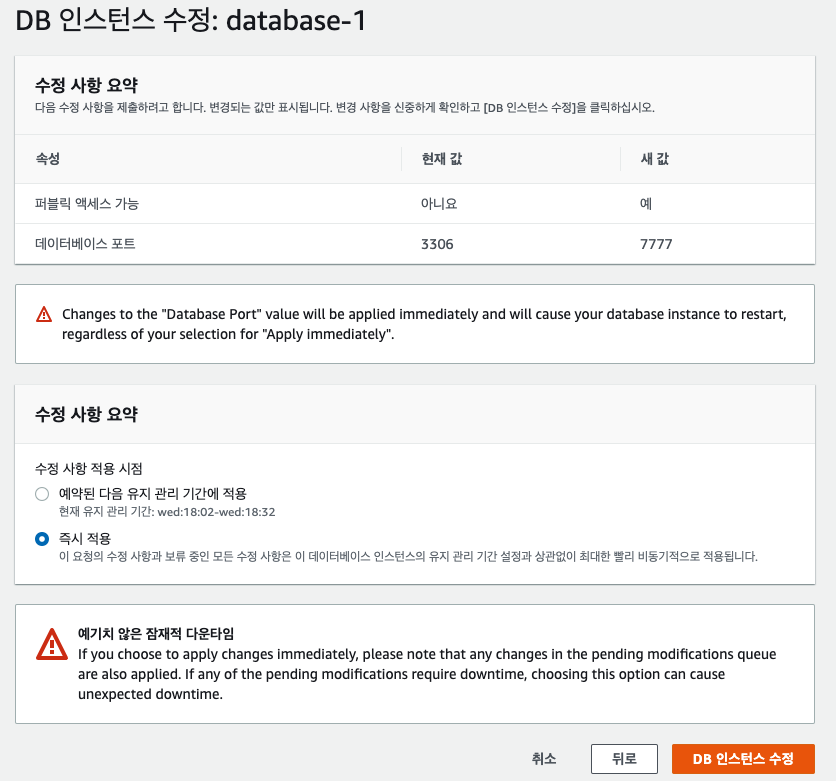 DB 인스턴스 수정: database-1
수정 사항 요약
다음 수정 사항을 제출하려고 합니다. 변경되는 값만 표시됩니다. 변경 사항을 신중하게 확인하고 [DB 인스턴스 수정]을 클릭하십시오.
속성 현재 값 새 값
퍼블릭 액세스 가능 아니요 예
데이터베이스 포트 3306 7777
Changes to the "Database Port" value will be applied immediately and will cause your database instance to restart,
regardless of your selection for "Apply immediately".
수정 사항 요약
수정 사항 적용 시점
예약된 다음 유지 관리 기간에 적용
현재 유지 관리 기간: wed:18:02-wed:18:32
즉시 적용
이 요청의 수정 사항과 보류 중인 모든 수정 사항은 이 데이터베이스 인스턴스의 유지 관리 기간 설정과 상관없이 최대한 빨리 비동기적으로 적용됩니다.
예기치 않은 잠재적 다운타임
If you choose to apply changes immediately, please note that any changes in the pending modifications queue
are also applied. If any of the pending modifications require downtime, choosing this option can cause
unexpected downtime.
취소 뒤로 DB 인스턴스 수정